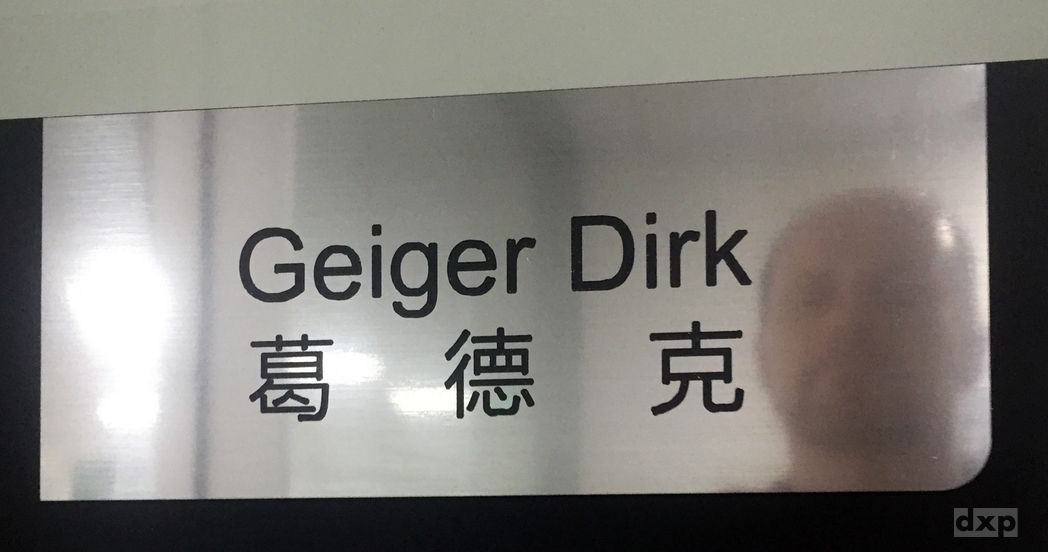 Geiger Dirk
葛 德 克
dxp